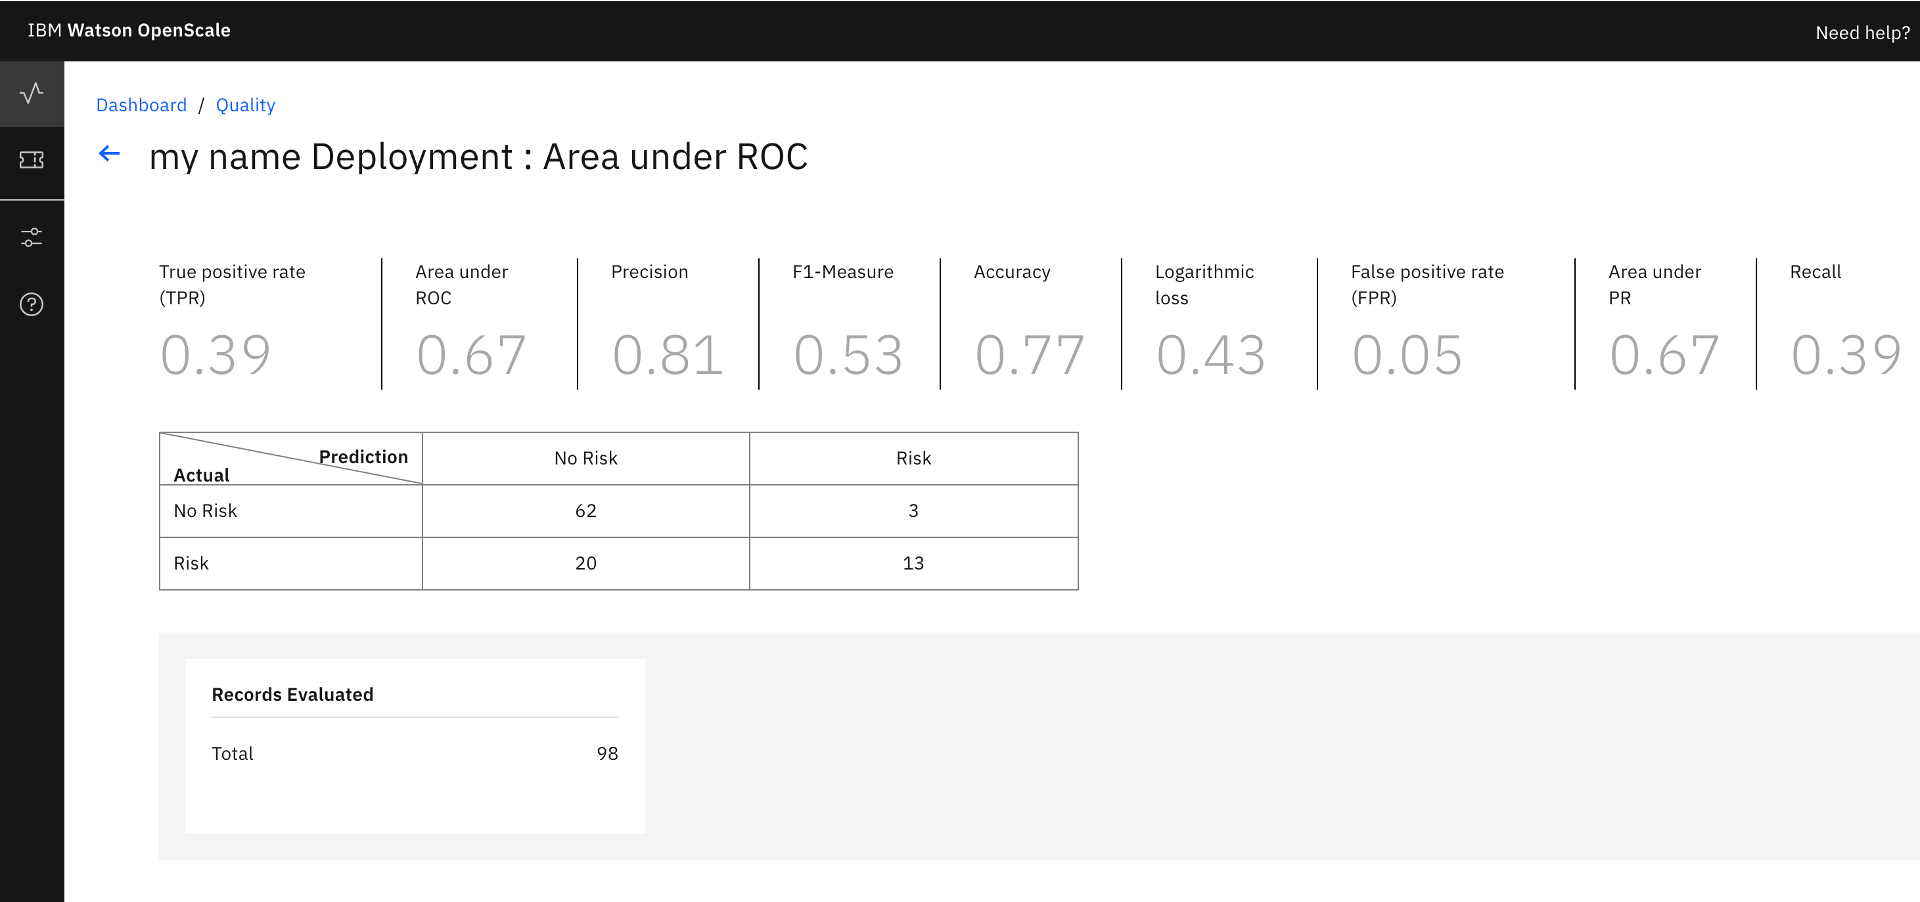 IBM Watson OpenScale
Need help?
Dashboard / Quality
my name Deployment : Area under ROC
True positive rate
(TPR)
0.39
Area under
ROC
0.67
Precision
0.81
F1-Measure
0.53
Accuracy
0.77
Logarithmic
loss
0.43
False positive rate
(FPR)
0.05
Area under
PR
0.67
Recall
0.39
Prediction
Actual
No Risk
Risk
No Risk
62
3
Risk
20
13
Records Evaluated
Total
98